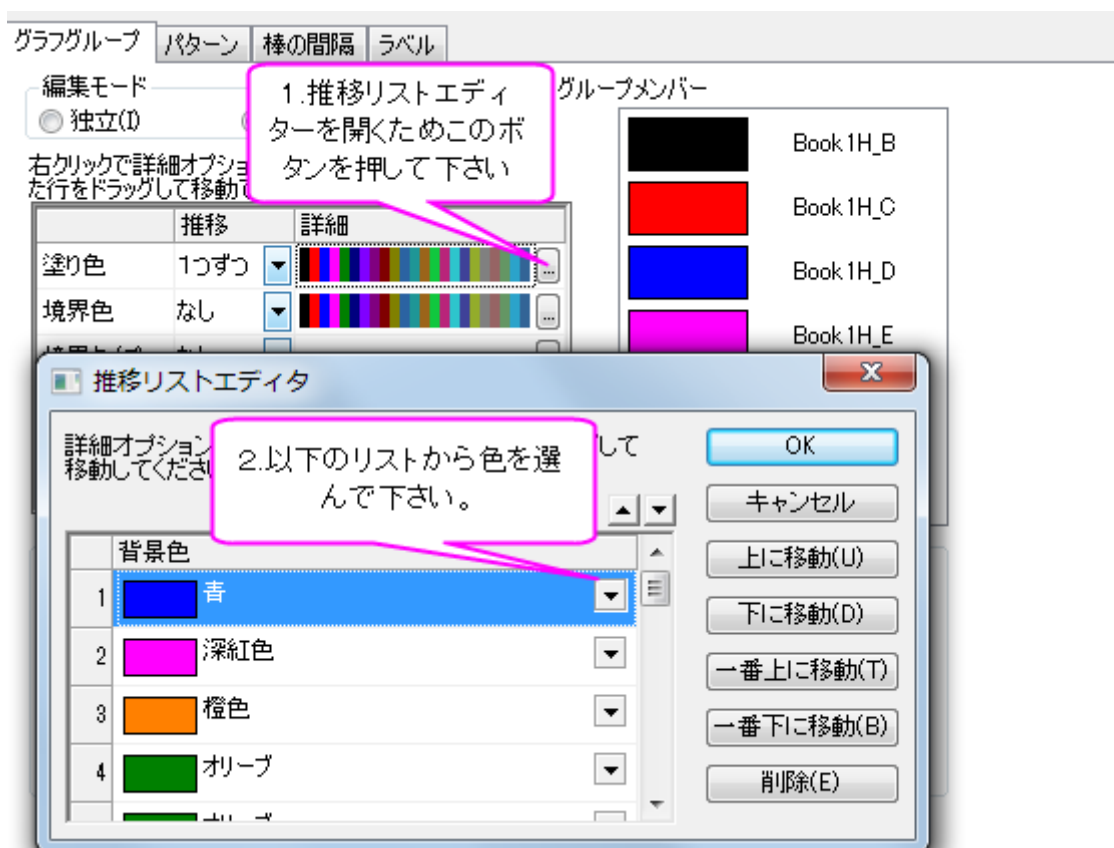 グラフグループ パターン 棒の間隔 ラベル
編集モード
独立(I)
1.推移リストエディ
ターを開くためこのボ
タンを押して下さい
グループメンバー
Book1H_B
Book1H_C
Book1H_D
Book1H_E
右クリックで詳細オプショ
た行をドラッグして移動
推移 詳細
塗り色 1つずつ ...
境界色 なし ...
推移リストエディタ
詳細オプション
して
移動してくださ
2.以下のリストから色を選
んで下さい。
背景色
1 青
2 深紅色
3 橙色
4 オリーブ
OK
キャンセル
上に移動(U)
下に移動(D)
一番上に移動(T)
一番下に移動(B)
削除(E)